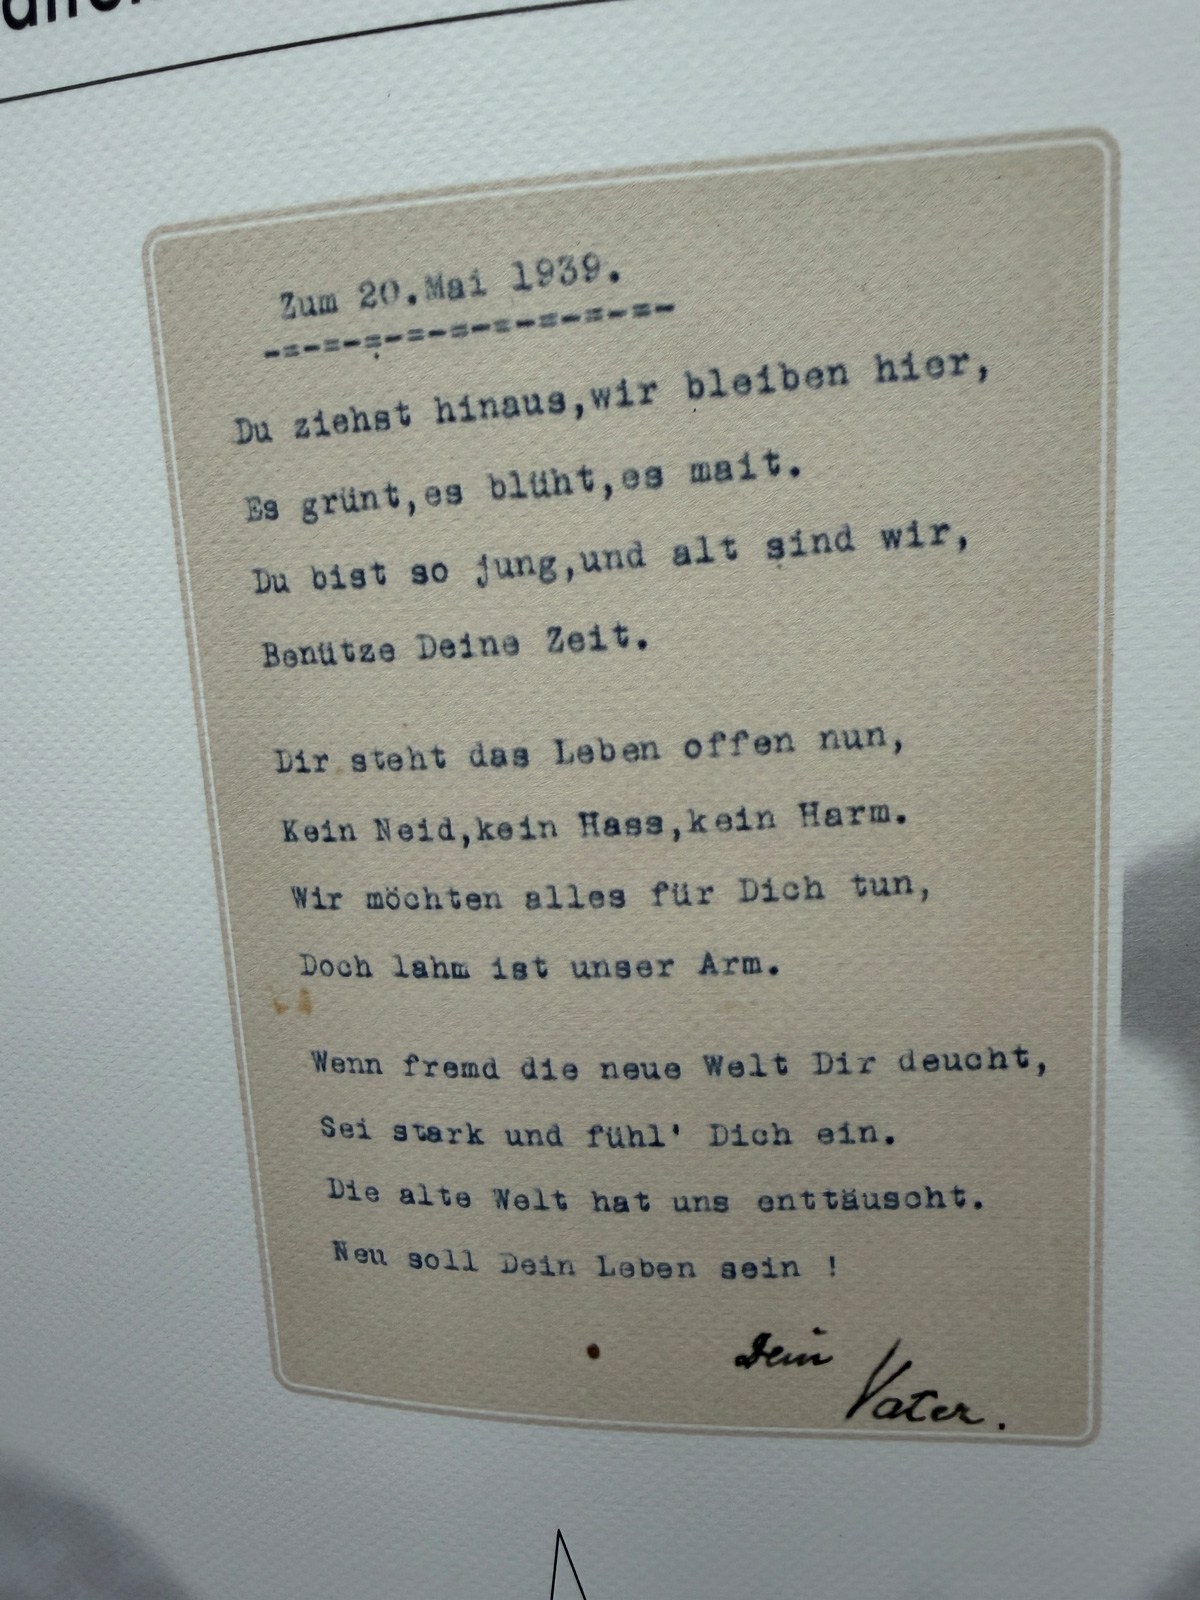 Zum 20.Mai 1939.
-=-=-=-=-=-=-=-=-=-
Du ziehst hinaus,wir bleiben hier,
Es grünt,es blüht,es mait.
Du bist so jung,und alt sind wir,
Benütze Deine Zeit.
Dir steht das Leben offen nun,
Kein Neid,kein Hass,kein Harm.
Wir möchten alles für Dich tun,
Doch lahm ist unser Arm.
Wenn fremd die neue Welt Dir deucht,
Sei stark und fühl' Dich ein.
Die alte Welt hat uns enttäuscht.
Neu soll Dein Leben sein !
Dein
Vater.